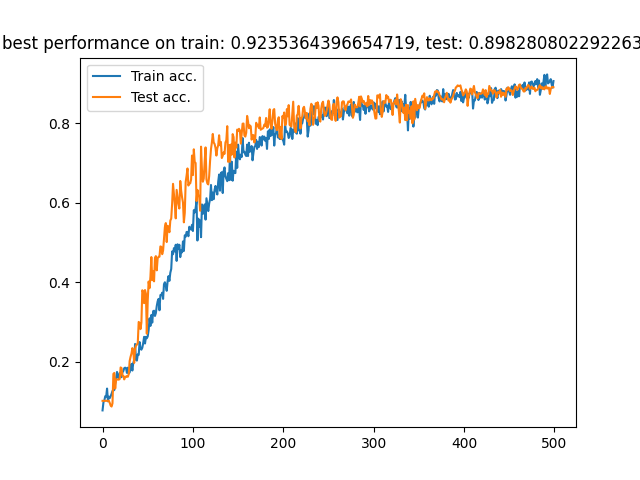 best performance on train: 0.9235364396654719, test: 0.898280802292263
Train acc.
Test acc.
0.8
0.6
0.4
0.2
0 100 200 300 400 500